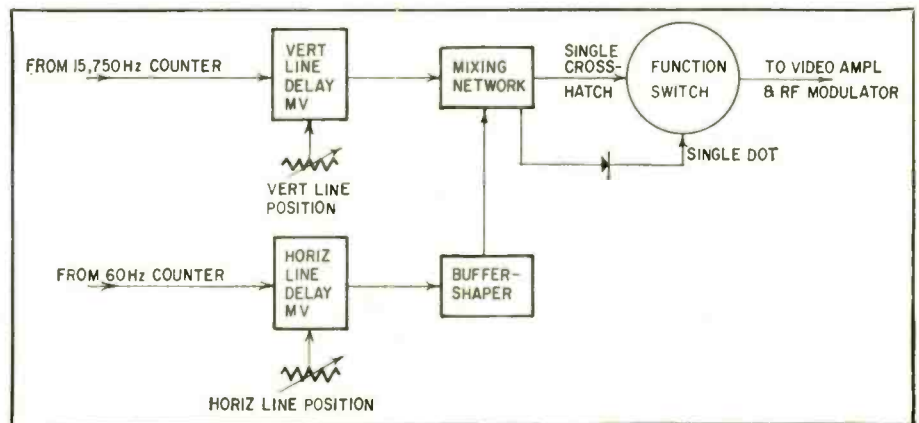 FROM 15,750Hz COUNTER
VERT
LINE
DELAY
MV
VERT LINE
POSITION
MIXING
NETWORK
SINGLE
CROSS-
HATCH
FUNCTION
SWITCH
TO VIDEO AMPL
& RF MODULATOR
SINGLE DOT
FROM 60Hz COUNTER
HORIZ
LINE
DELAY
MV
HORIZ LINE POSITION
BUFFER-
SHAPER